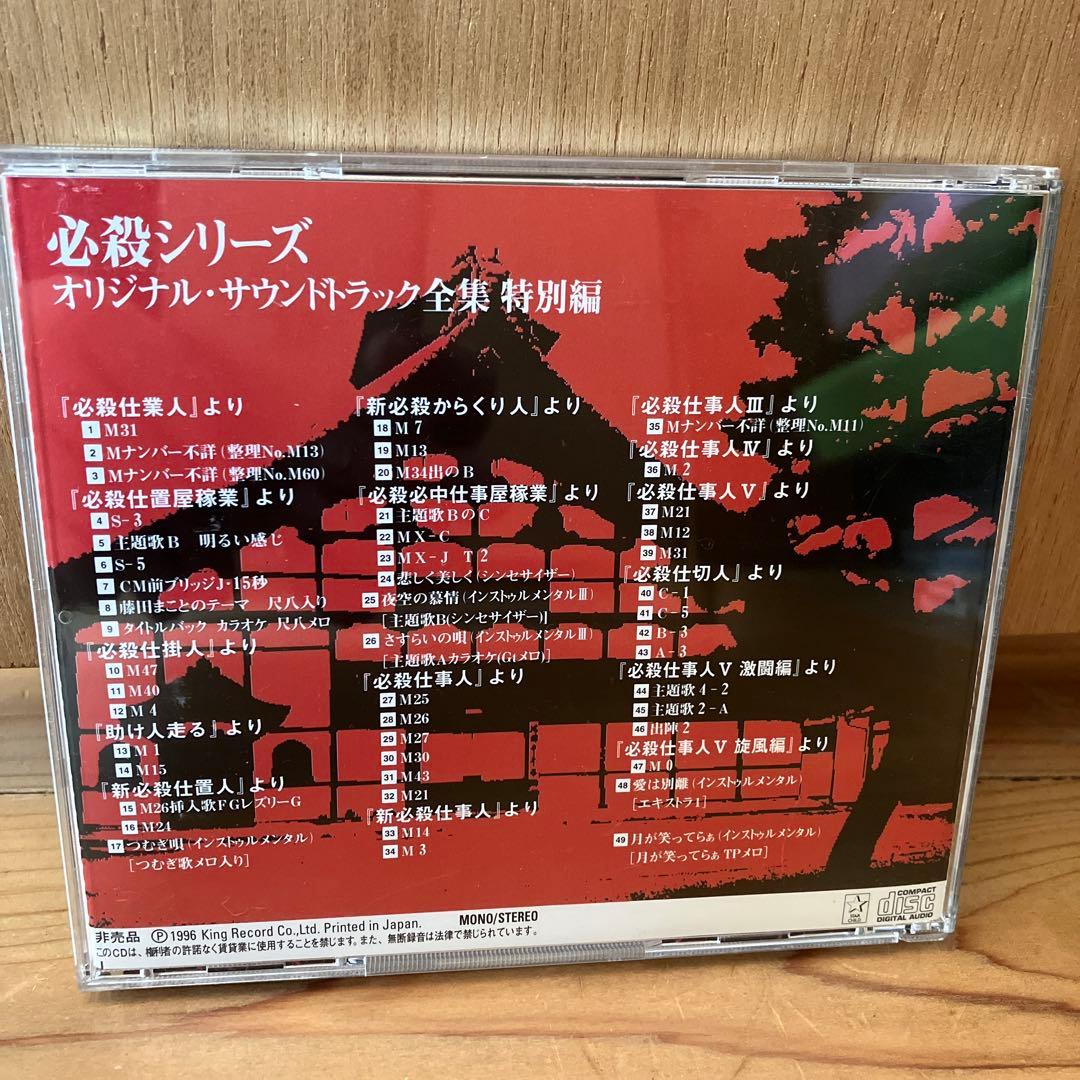 必殺シリーズ
オリジナル・サウンドトラック全集 特別編
『必殺仕業人』より
1 M31
2 Mナンバー不詳(整理No.M13)
3 Mナンバー不詳(整理No.M60)
『必殺仕置屋稼業』より
4 S-3
5 主題歌B 明るい感じ
6 S-5
7 CM前ブリッジJ・15秒
8 藤田まことのテーマ 尺八入り
9 タイトルバック カラオケ 尺八メロ
『必殺仕掛人』より
10 M47
11 M40
12 M4
『助け人走る』より
13 M1
14 M15
『新必殺仕置人』より
15 M26挿入歌FGレズリーG
16 M24
17 つむぎ唄(インストゥルメンタル)
[つむぎ歌メロ入り]
『新必殺からくり人』より
18 M7
19 M13
20 M34出のB
『必殺必中仕事屋稼業』より
21 主題歌BのC
22 MX-C
23 MX-J T2
24 悲しく美しく(シンセサイザー)
25 夜空の慕情(インストゥルメンタルⅢ)
[主題歌B(シンセサイザー)]
26 さすらいの唄(インストゥルメンタルⅢ)
[主題歌Aカラオケ(Gtメロ)]
『必殺仕事人』より
27 M25
28 M26
29 M27
30 M30
31 M43
32 M21
『新必殺仕事人』より
33 M14
34 M3
『必殺仕事人Ⅲ』より
35 Mナンバー不詳(整理No.M11)
『必殺仕事人Ⅳ』より
36 M2
『必殺仕事人Ⅴ』より
37 M21
38 M12
39 M31
『必殺仕切人』より
40 C-1
41 C-5
42 B-3
43 A-3
『必殺仕事人Ⅴ 激闘編』より
44 主題歌4-2
45 主題歌2-A
46 出陣2
『必殺仕事人Ⅴ 旋風編』より
47 M0
48 愛は別離(インストゥルメンタル)
[エキストラ1]
49 月が笑ってらぁ(インストゥルメンタル)
[月が笑ってらぁ TPメロ]
非売品 Ⓟ1996 King Record Co.,Ltd. Printed in Japan. MONO/STEREO
このCDは、権利者の許諾なく賃貸業に使用することを禁じます。また、無断録音は法律で禁じられています。
STAR CHILD
COMPACT disc DIGITAL AUDIO